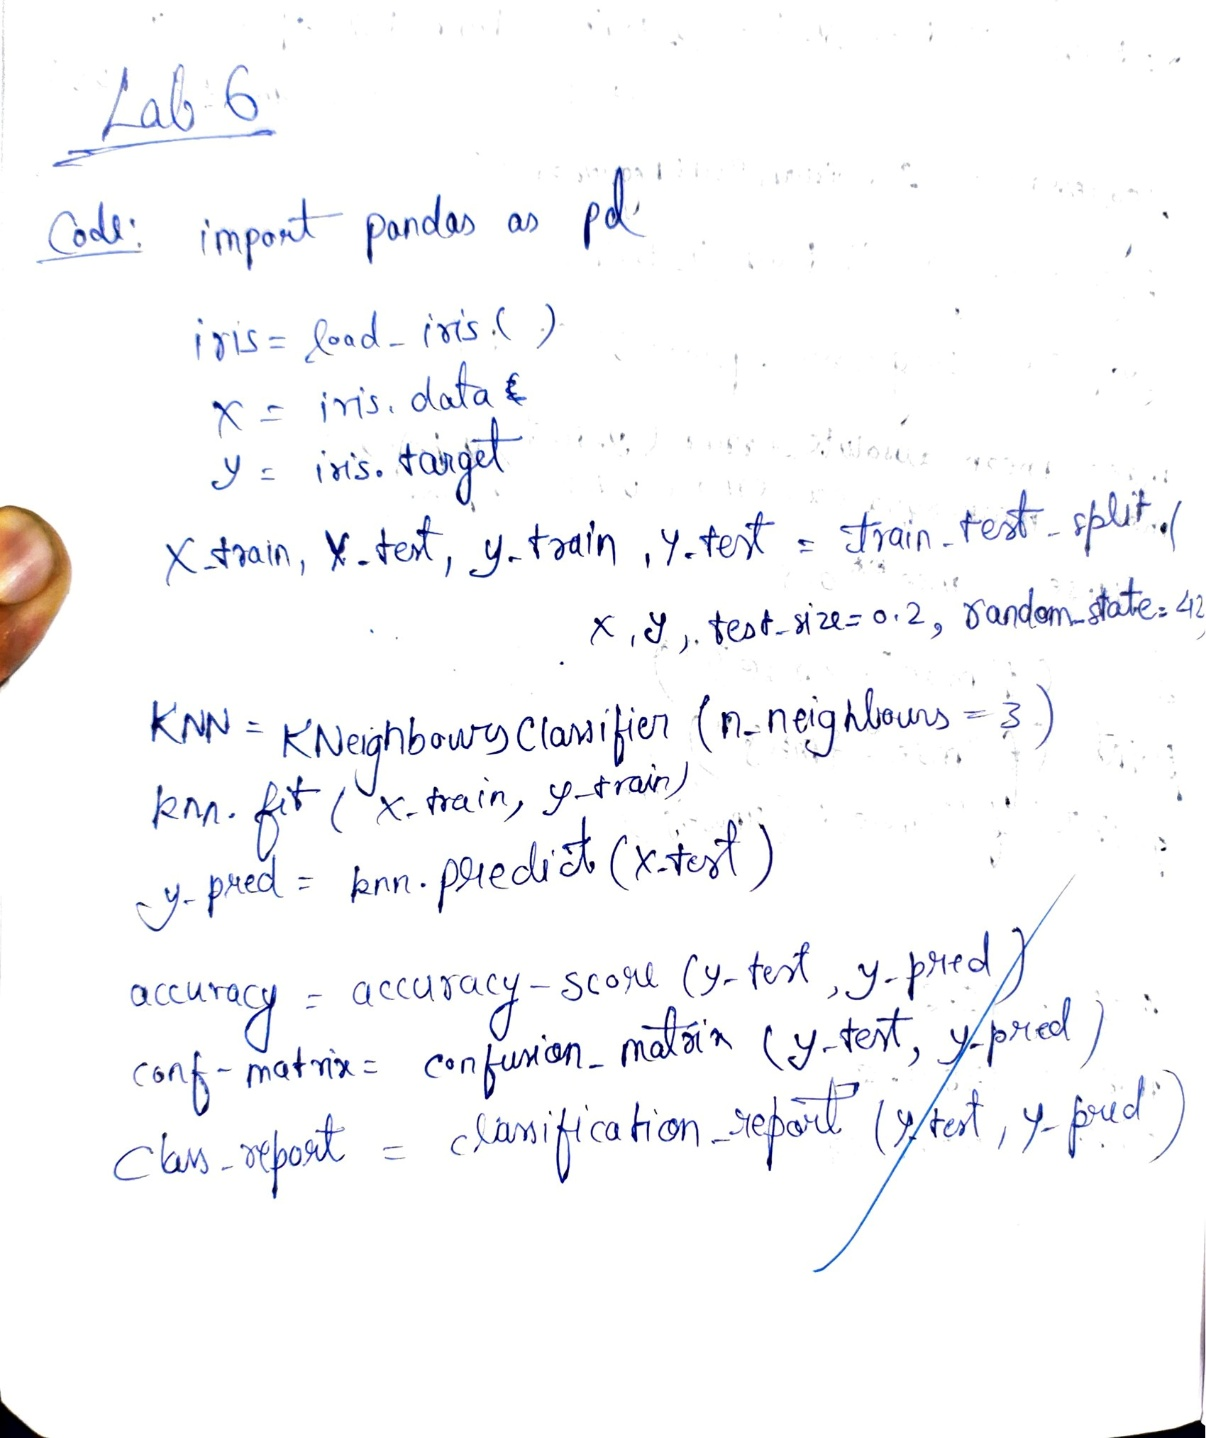 Lab-6
Code: import pandas as pd
iris = load_iris()
X = iris.data
y = iris.target
X_train, X_test, y_train, y_test = train_test_split(
X, y, test_size=0.2, random_state=42
KNN = KNeighboursClassifier (n_neighbours = 3)
knn.fit (X_train, y_train)
y_pred = knn.predict (X_test)
accuracy = accuracy_score (y_test, y_pred)
conf_matrix = confusion_matrix (y_test, y_pred)
Class_report = classification_report (y_test, y_pred)